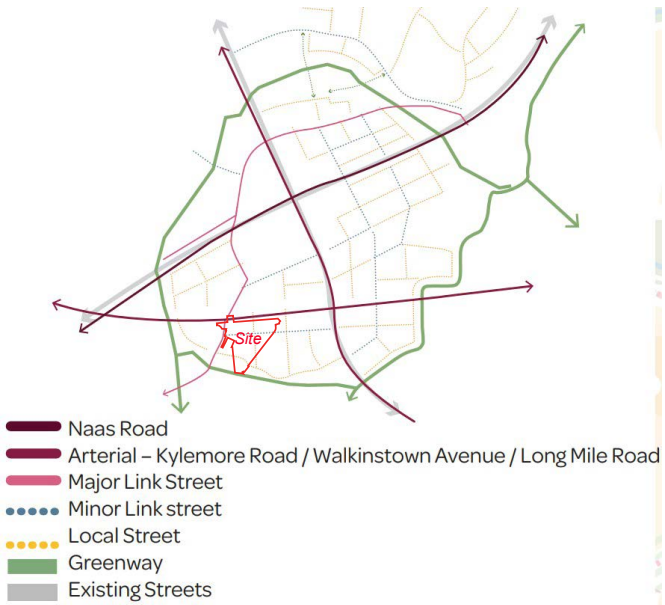 Site
Naas Road
Arterial – Kylemore Road / Walkinstown Avenue / Long Mile Road
Major Link Street
Minor Link street
Local Street
Greenway
Existing Streets